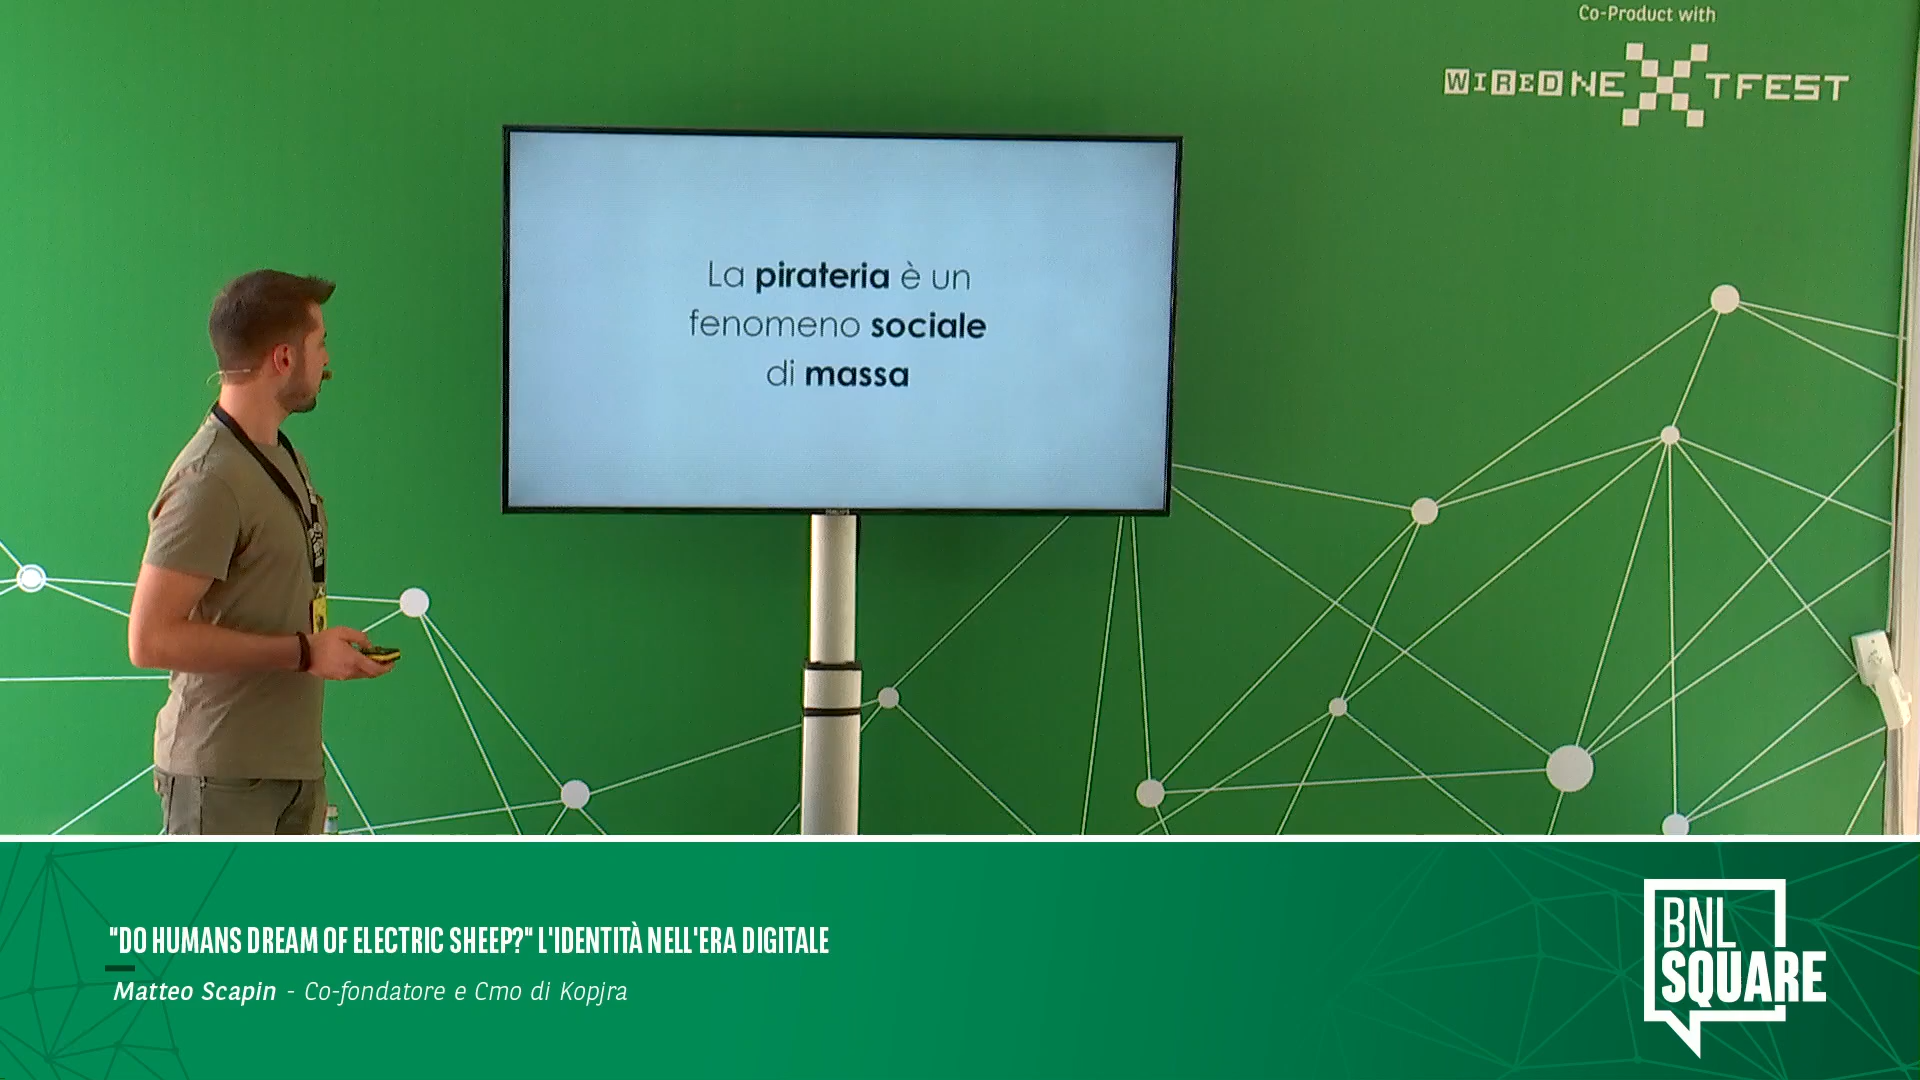 Co-Product with
WIRED NEXTFEST
La pirateria è un
fenomeno sociale
di massa
"DO HUMANS DREAM OF ELECTRIC SHEEP?" L'IDENTITÀ NELL'ERA DIGITALE
Matteo Scapin - Co-fondatore e Cmo di Kopjra
BNL
SQUARE